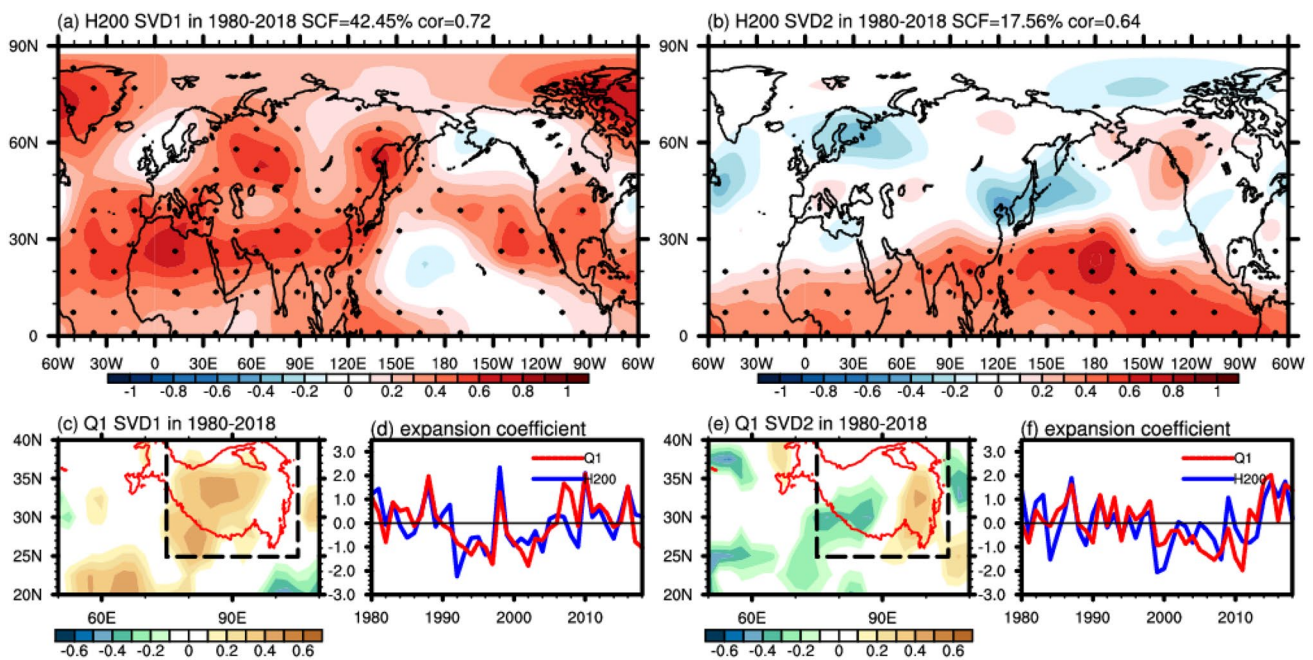 (a) H200 SVD1 in 1980-2018 SCF=42.45% cor=0.72
90N
60N
30N
0
60W 30W 0 30E 60E 90E 120E 150E 180 150W 120W 90W 60W
-1 -0.8 -0.6 -0.4 -0.2 0 0.2 0.4 0.6 0.8 1
(b) H200 SVD2 in 1980-2018 SCF=17.56% cor=0.64
90N
60N
30N
0
60W 30W 0 30E 60E 90E 120E 150E 180 150W 120W 90W 60W
-1 -0.8 -0.6 -0.4 -0.2 0 0.2 0.4 0.6 0.8 1
(c) Q1 SVD1 in 1980-2018
40N
35N
30N
25N
20N
60E 90E
-0.6 -0.4 -0.2 0 0.2 0.4 0.6
(d) expansion coefficient
3.0
2.0
1.0
0.0
-1.0
-2.0
-3.0
Q1
H200
1980 1990 2000 2010
(e) Q1 SVD2 in 1980-2018
40N
35N
30N
25N
20N
60E 90E
-0.6 -0.4 -0.2 0 0.2 0.4 0.6
(f) expansion coefficient
3.0
2.0
1.0
0.0
-1.0
-2.0
-3.0
Q1
H200
1980 1990 2000 2010